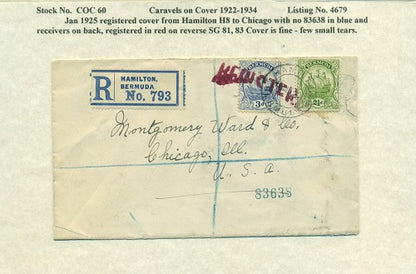 Stock No. COC 60 Caravels on Cover 1922-1934 Listing No. 4679
Jan 1925 registered cover from Hamilton H8 to Chicago with no 83638 in blue and
receivers on back, registered in red on reverse SG 81, 83 Cover is fine - few small tears.
R HAMILTON,
BERMUDA
No. 793
BERMUDA
BERMUDA
Montgomery Ward & Co.
Chicago, Ill.
U. S. A.
83638